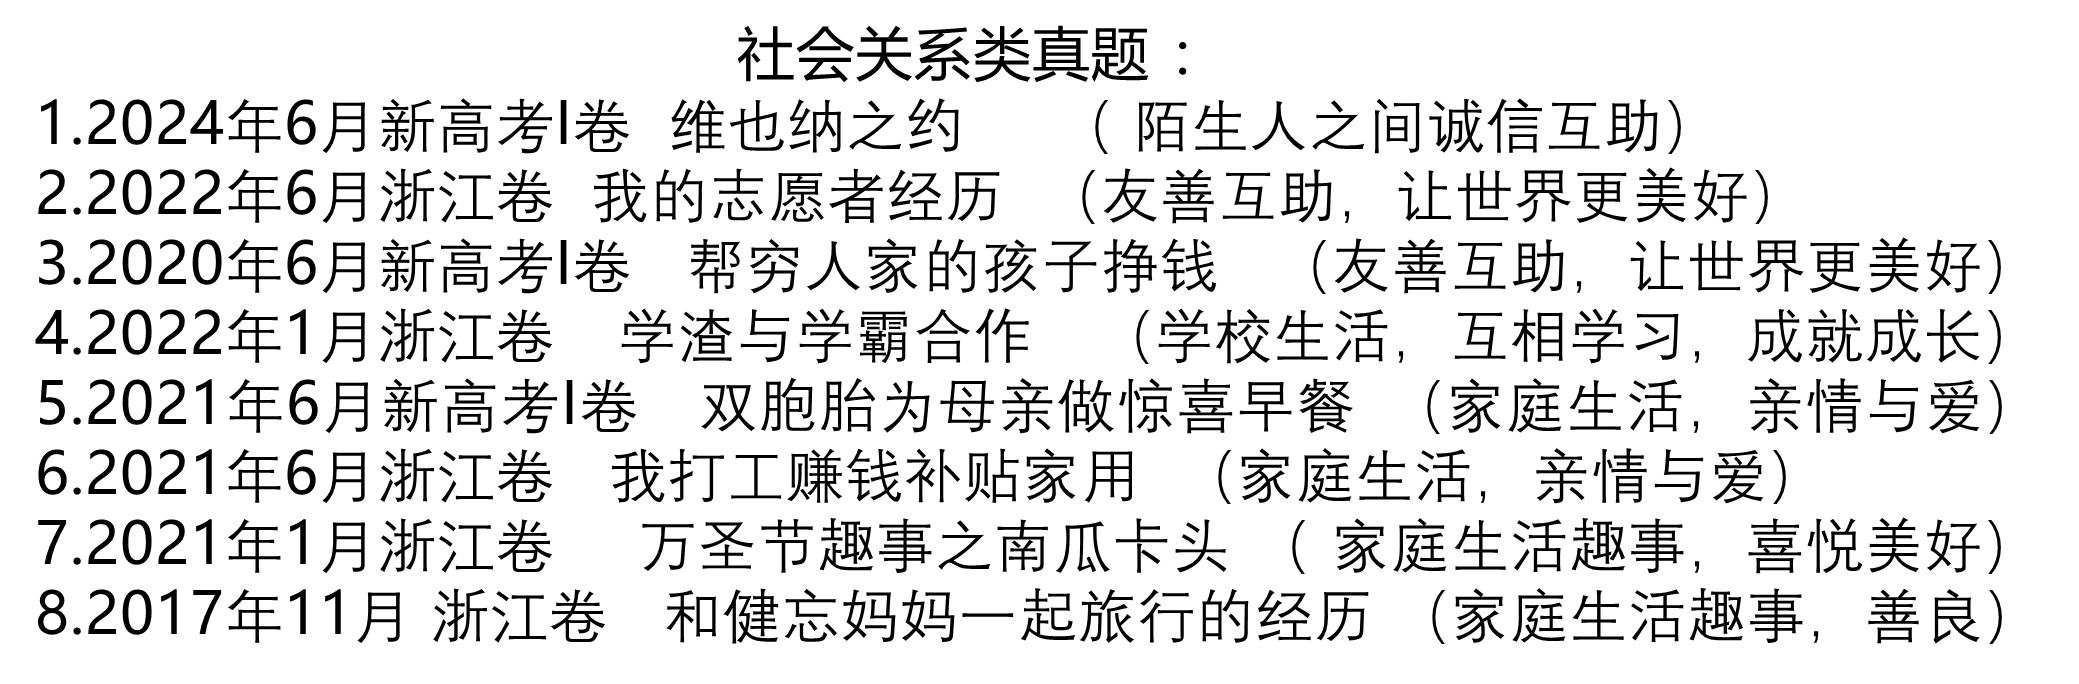 社会关系类真题：
1.2024年6月新高考I卷 维也纳之约 （ 陌生人之间诚信互助）
2.2022年6月浙江卷 我的志愿者经历 （友善互助，让世界更美好）
3.2020年6月新高考I卷 帮穷人家的孩子挣钱 （友善互助，让世界更美好）
4.2022年1月浙江卷 学渣与学霸合作 （学校生活，互相学习，成就成长）
5.2021年6月新高考I卷 双胞胎为母亲做惊喜早餐 （家庭生活，亲情与爱）
6.2021年6月浙江卷 我打工赚钱补贴家用 （家庭生活，亲情与爱）
7.2021年1月浙江卷 万圣节趣事之南瓜卡头 （ 家庭生活趣事，喜悦美好）
8.2017年11月 浙江卷 和健忘妈妈一起旅行的经历 （家庭生活趣事，善良）